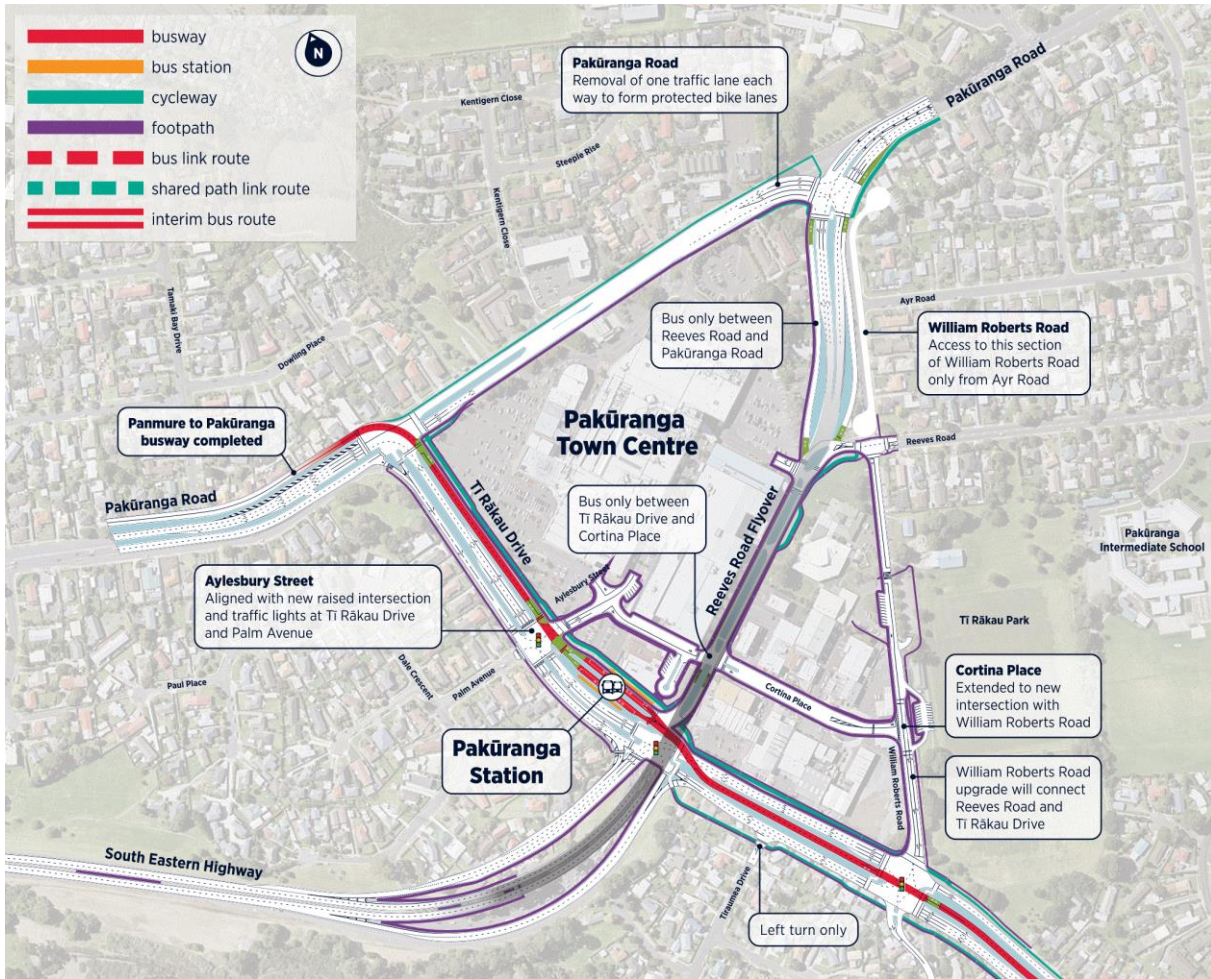 busway
bus station
cycleway
footpath
bus link route
shared path link route
interim bus route
N
Pakūranga Road
Removal of one traffic lane each
way to form protected bike lanes
Pakūranga Road
Kentigern Close
Steeple Rise
Kentigern Close
Tamaki Bay Drive
Dowling Place
Ayr Road
Bus only between
Reeves Road and
Pakūranga Road
William Roberts Road
Access to this section
of William Roberts Road
only from Ayr Road
Panmure to Pakūranga
busway completed
Pakūranga
Town Centre
Reeves Road
Pakūranga Road
Tī Rākau Drive
Bus only between
Tī Rākau Drive and
Cortina Place
Reeves Road Flyover
Pakūranga
Intermediate School
Aylesbury Street
Aligned with new raised intersection
and traffic lights at Tī Rākau Drive
and Palm Avenue
Aylesbury Street
Tī Rākau Park
Paul Place
Dale Crescent
Palm Avenue
Cortina Place
Cortina Place
Extended to new
intersection with
William Roberts Road
Pakūranga
Station
William Roberts Road
William Roberts Road
upgrade will connect
Reeves Road and
Tī Rākau Drive
South Eastern Highway
Tiraumea Drive
Left turn only